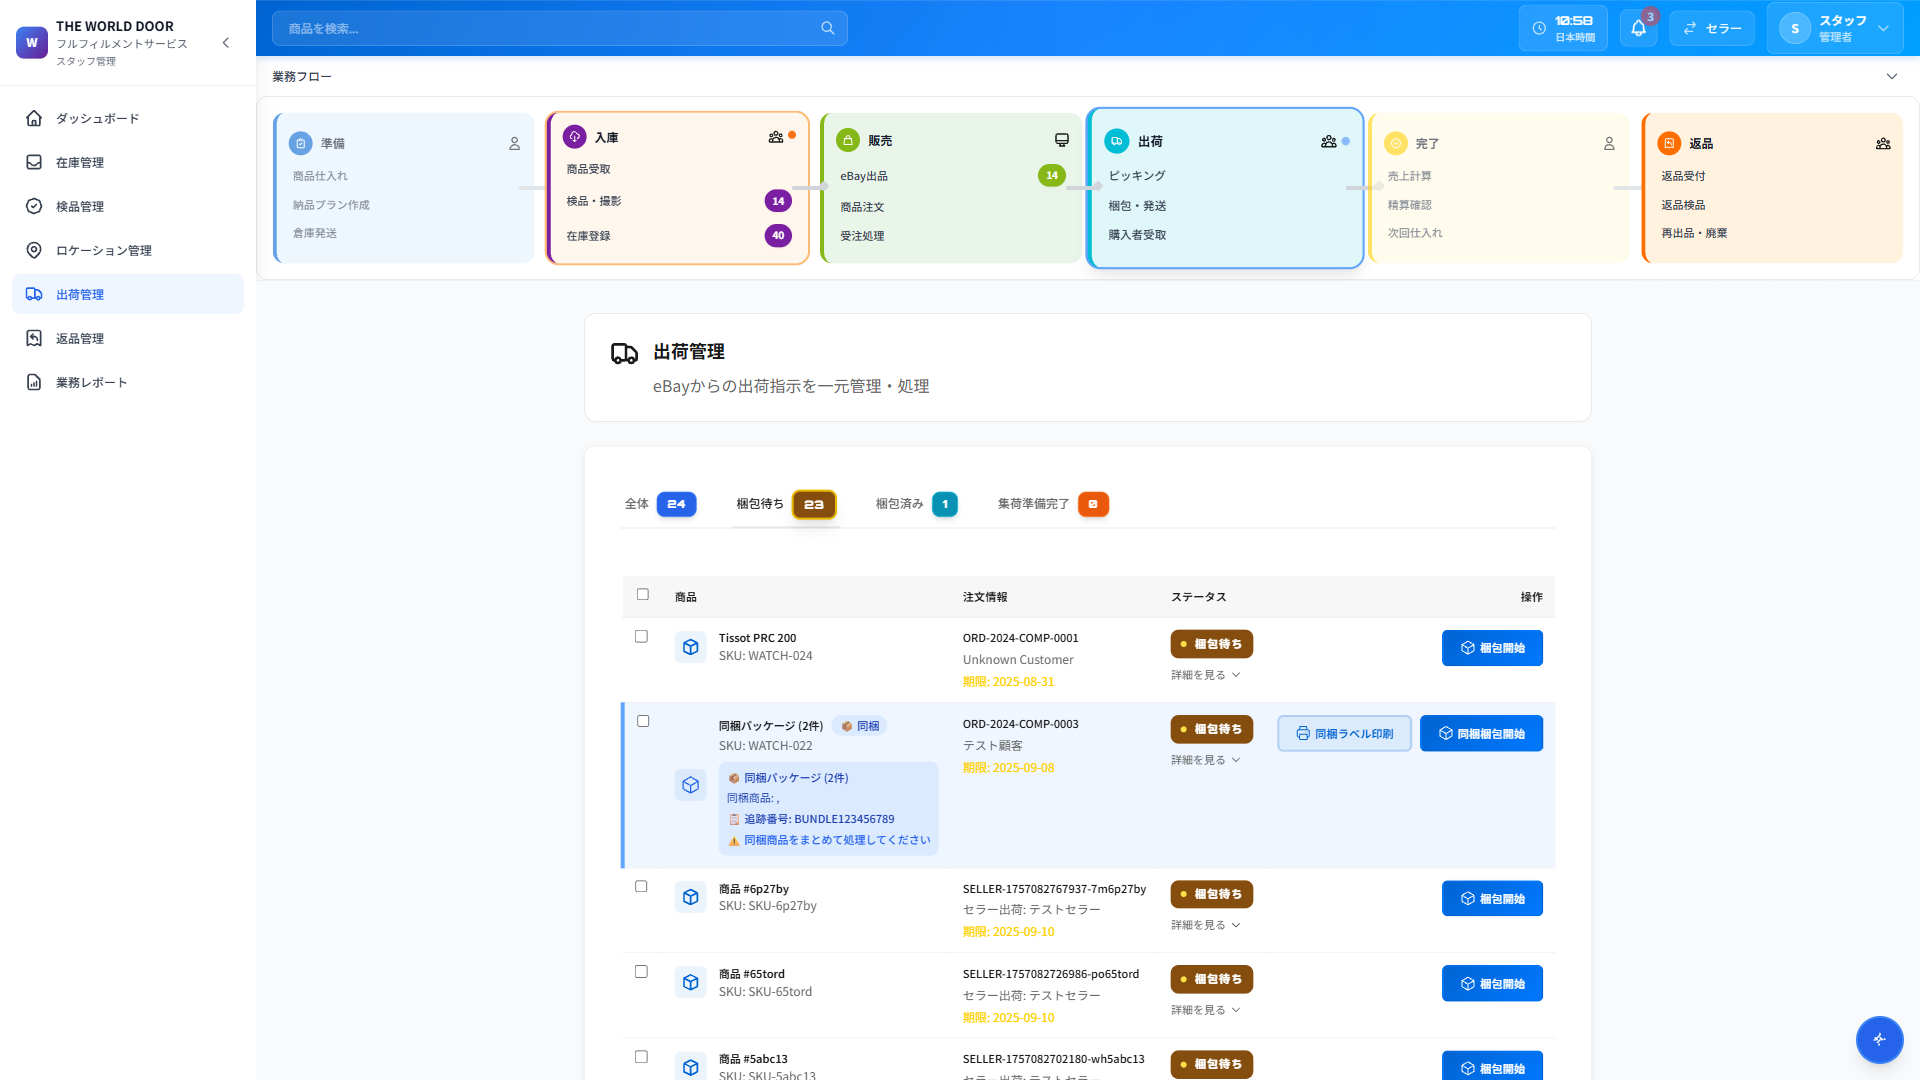 W
THE WORLD DOOR
フルフィルメントサービス
スタッフ管理
ダッシュボード
在庫管理
検品管理
ロケーション管理
出荷管理
返品管理
業務レポート
商品を検索...
10:58
日本時間
3
セラー
S
スタッフ
管理者
業務フロー
準備
商品仕入れ
納品プラン作成
倉庫発送
入庫
商品受取
検品・撮影
14
在庫登録
40
販売
eBay出品
14
商品注文
受注処理
出荷
ピッキング
梱包・発送
購入者受取
完了
売上計算
精算確認
次回仕入れ
返品
返品受付
返品検品
再出品・廃棄
出荷管理
eBayからの出荷指示を一元管理・処理
全体 24
梱包待ち 23
梱包済み 1
集荷準備完了 0
商品 注文情報 ステータス 操作
Tissot PRC 200
SKU: WATCH-024
ORD-2024-COMP-0001
Unknown Customer
期限: 2025-08-31
梱包待ち
詳細を見る
梱包開始
同梱パッケージ (2件) 同梱
SKU: WATCH-022
同梱パッケージ (2件)
同梱商品: ,
追跡番号: BUNDLE123456789
同梱商品をまとめて処理してください
ORD-2024-COMP-0003
テスト顧客
期限: 2025-09-08
梱包待ち
詳細を見る
同梱ラベル印刷
同梱梱包開始
商品 #6p27by
SKU: SKU-6p27by
SELLER-1757082767937-7m6p27by
セラー出荷: テストセラー
期限: 2025-09-10
梱包待ち
詳細を見る
梱包開始
商品 #65tord
SKU: SKU-65tord
SELLER-1757082726986-po65tord
セラー出荷: テストセラー
期限: 2025-09-10
梱包待ち
詳細を見る
梱包開始
商品 #5abc13
SKU: SKU-5abc13
SELLER-1757082702180-wh5abc13
セラー出荷: テストセラー
梱包待ち
梱包開始